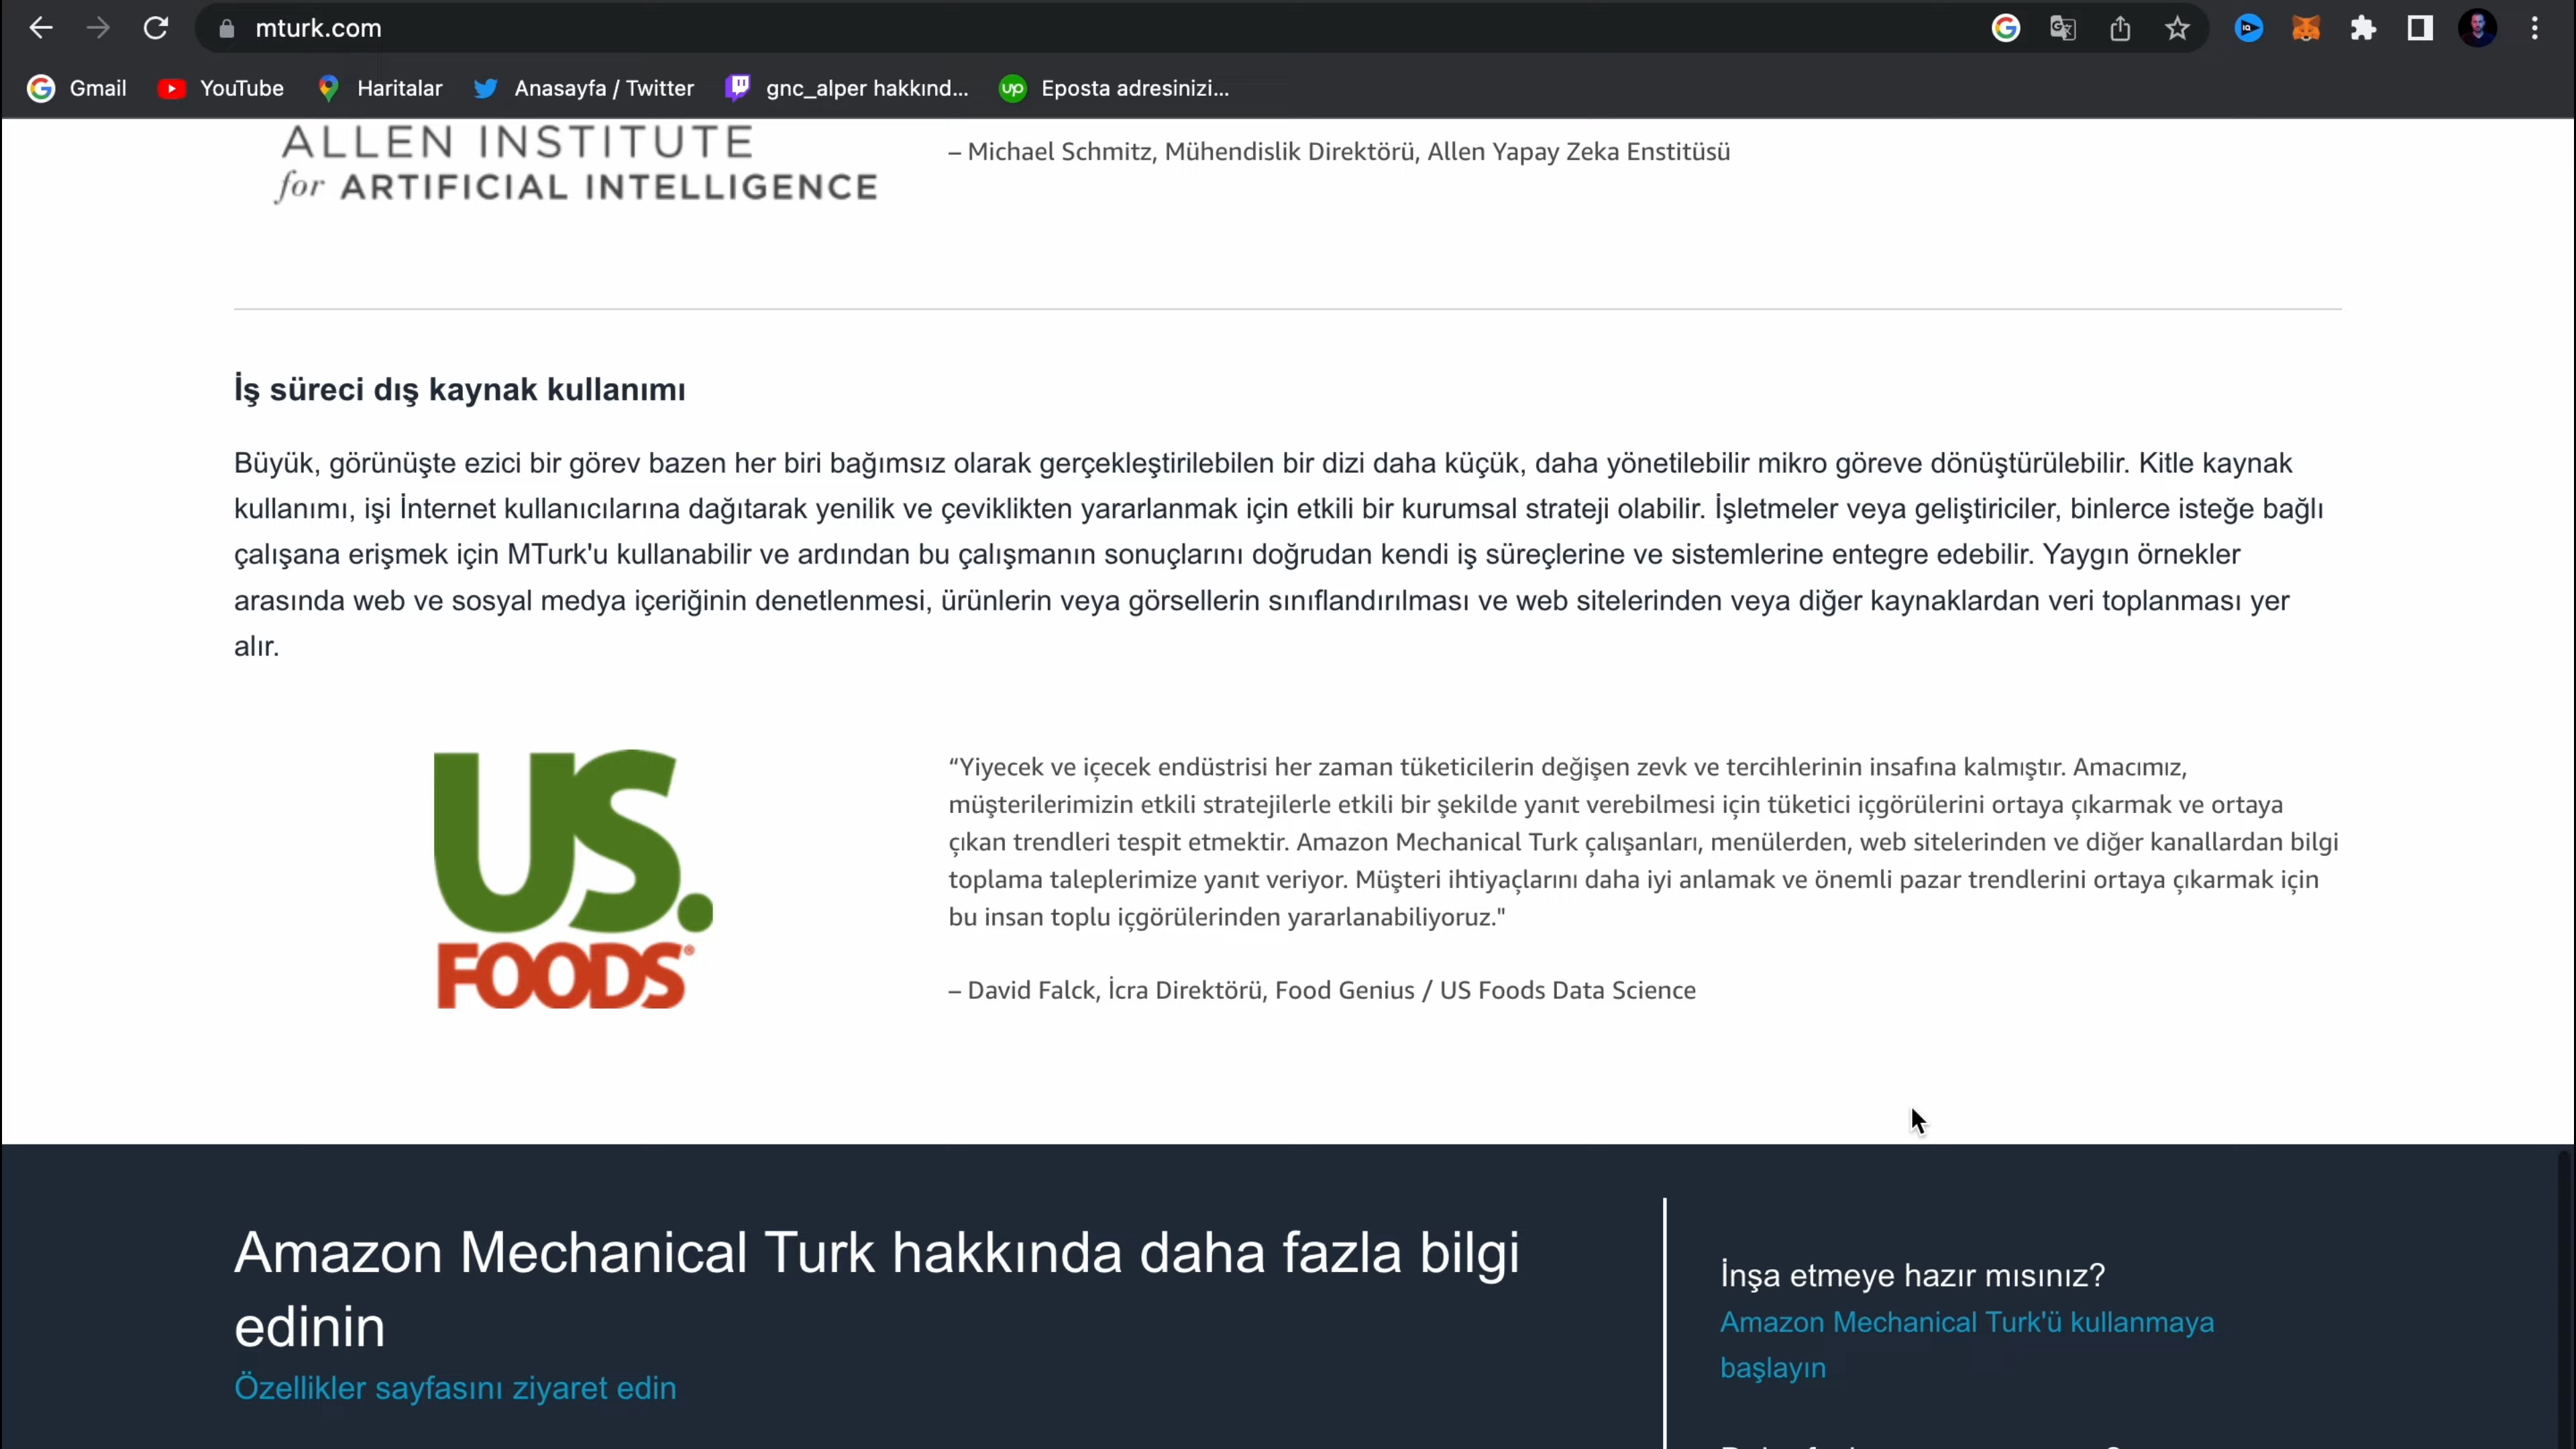 mturk.com
Gmail
YouTube
Haritalar
Anasayfa / Twitter
gnc_alper hakkınd...
up
Eposta adresinizi...
ALLEN INSTITUTE
for ARTIFICIAL INTELLIGENCE
– Michael Schmitz, Mühendislik Direktörü, Allen Yapay Zeka Enstitüsü
İş süreci dış kaynak kullanımı
Büyük, görünüşte ezici bir görev bazen her biri bağımsız olarak gerçekleştirilebilen bir dizi daha küçük, daha yönetilebilir mikro göreve dönüştürülebilir. Kitle kaynak
kullanımı, işi İnternet kullanıcılarına dağıtarak yenilik ve çeviklikten yararlanmak için etkili bir kurumsal strateji olabilir. İşletmeler veya geliştiriciler, binlerce isteğe bağlı
çalışana erişmek için MTurk'u kullanabilir ve ardından bu çalışmanın sonuçlarını doğrudan kendi iş süreçlerine ve sistemlerine entegre edebilir. Yaygın örnekler
arasında web ve sosyal medya içeriğinin denetlenmesi, ürünlerin veya görsellerin sınıflandırılması ve web sitelerinden veya diğer kaynaklardan veri toplanması yer
alır.
US.
FOODS®
“Yiyecek ve içecek endüstrisi her zaman tüketicilerin değişen zevk ve tercihlerinin insafına kalmıştır. Amacımız,
müşterilerimizin etkili stratejilerle etkili bir şekilde yanıt verebilmesi için tüketici içgörülerini ortaya çıkarmak ve ortaya
çıkan trendleri tespit etmektir. Amazon Mechanical Turk çalışanları, menülerden, web sitelerinden ve diğer kanallardan bilgi
toplama taleplerimize yanıt veriyor. Müşteri ihtiyaçlarını daha iyi anlamak ve önemli pazar trendlerini ortaya çıkarmak için
bu insan toplu içgörülerinden yararlanabiliyoruz."
– David Falck, İcra Direktörü, Food Genius / US Foods Data Science
Amazon Mechanical Turk hakkında daha fazla bilgi
edinin
Özellikler sayfasını ziyaret edin
İnşa etmeye hazır mısınız?
Amazon Mechanical Turk'ü kullanmaya
başlayın